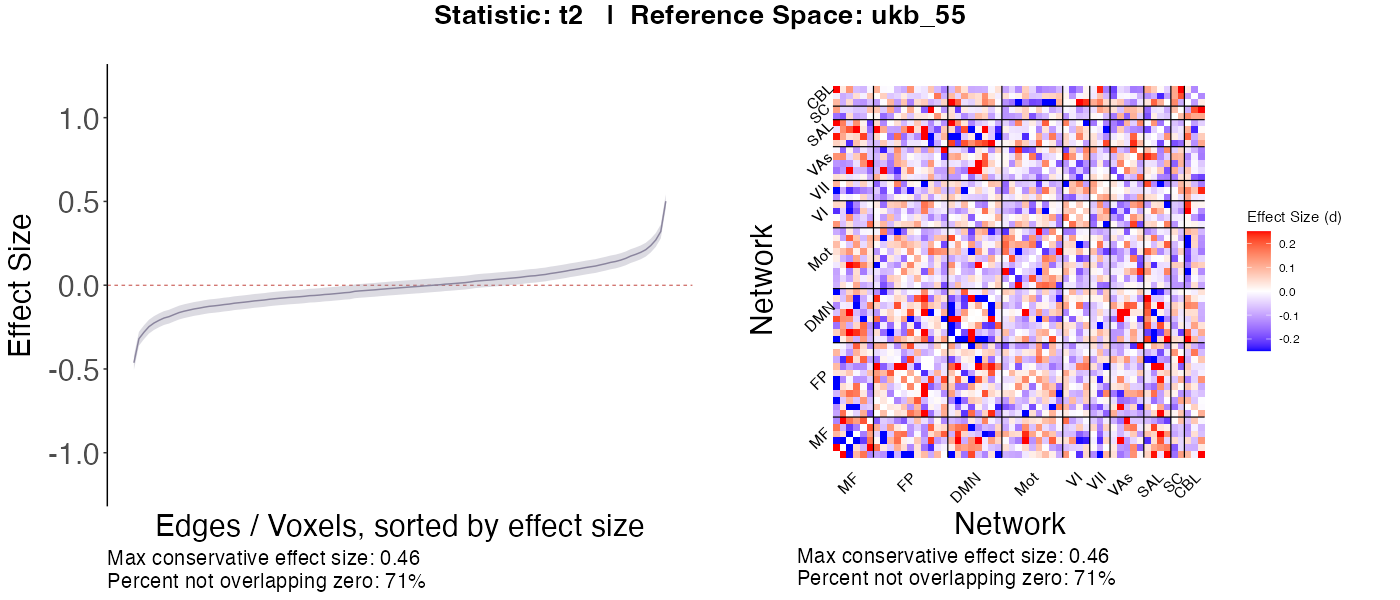 Statistic: t2 | Reference Space: ukb_55
Effect Size
1.0
0.5
0.0
-0.5
-1.0
Edges / Voxels, sorted by effect size
Max conservative effect size: 0.46
Percent not overlapping zero: 71%
Network
CBL
SC
SAL
VAs
VII
VI
Mot
DMN
FP
MF
MF FP DMN Mot VI VII VAs SAL SC CBL
Network
Max conservative effect size: 0.46
Percent not overlapping zero: 71%
Effect Size (d)
0.2
0.1
0.0
-0.1
-0.2